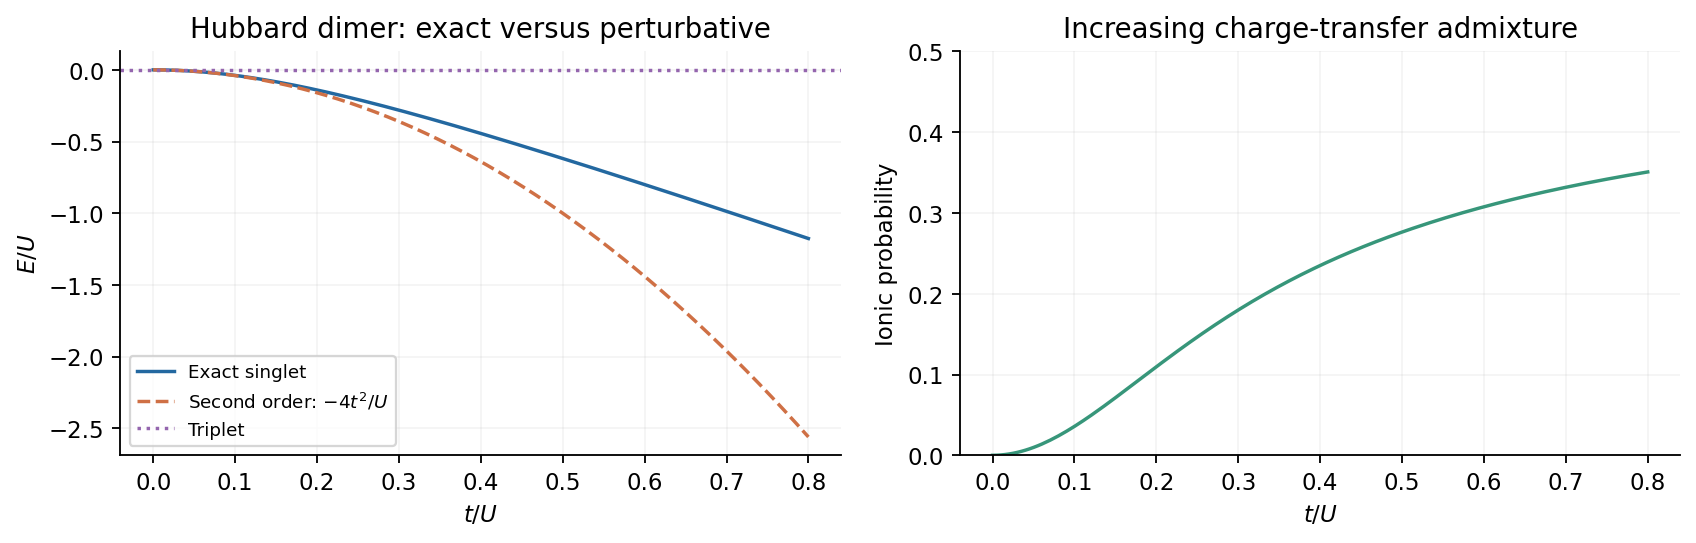 Hubbard dimer: exact versus perturbative
E/U
0.0
−0.5
−1.0
−1.5
−2.0
−2.5
Exact singlet
Second order: −4t²/U
Triplet
0.0 0.1 0.2 0.3 0.4 0.5 0.6 0.7 0.8
t/U
Increasing charge-transfer admixture
Ionic probability
0.5
0.4
0.3
0.2
0.1
0.0
0.0 0.1 0.2 0.3 0.4 0.5 0.6 0.7 0.8
t/U